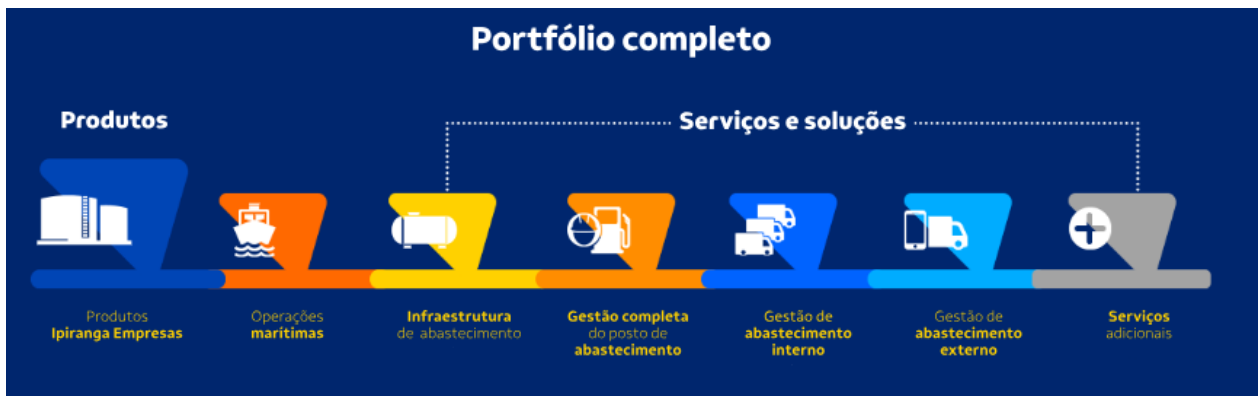 Portfólio completo
Produtos
Serviços e soluções
Produtos
Ipiranga Empresas
Operações
marítimas
Infraestrutura
de abastecimento
Gestão completa
do posto de
abastecimento
Gestão de
abastecimento
interno
Gestão de
abastecimento
externo
Serviços
adicionais